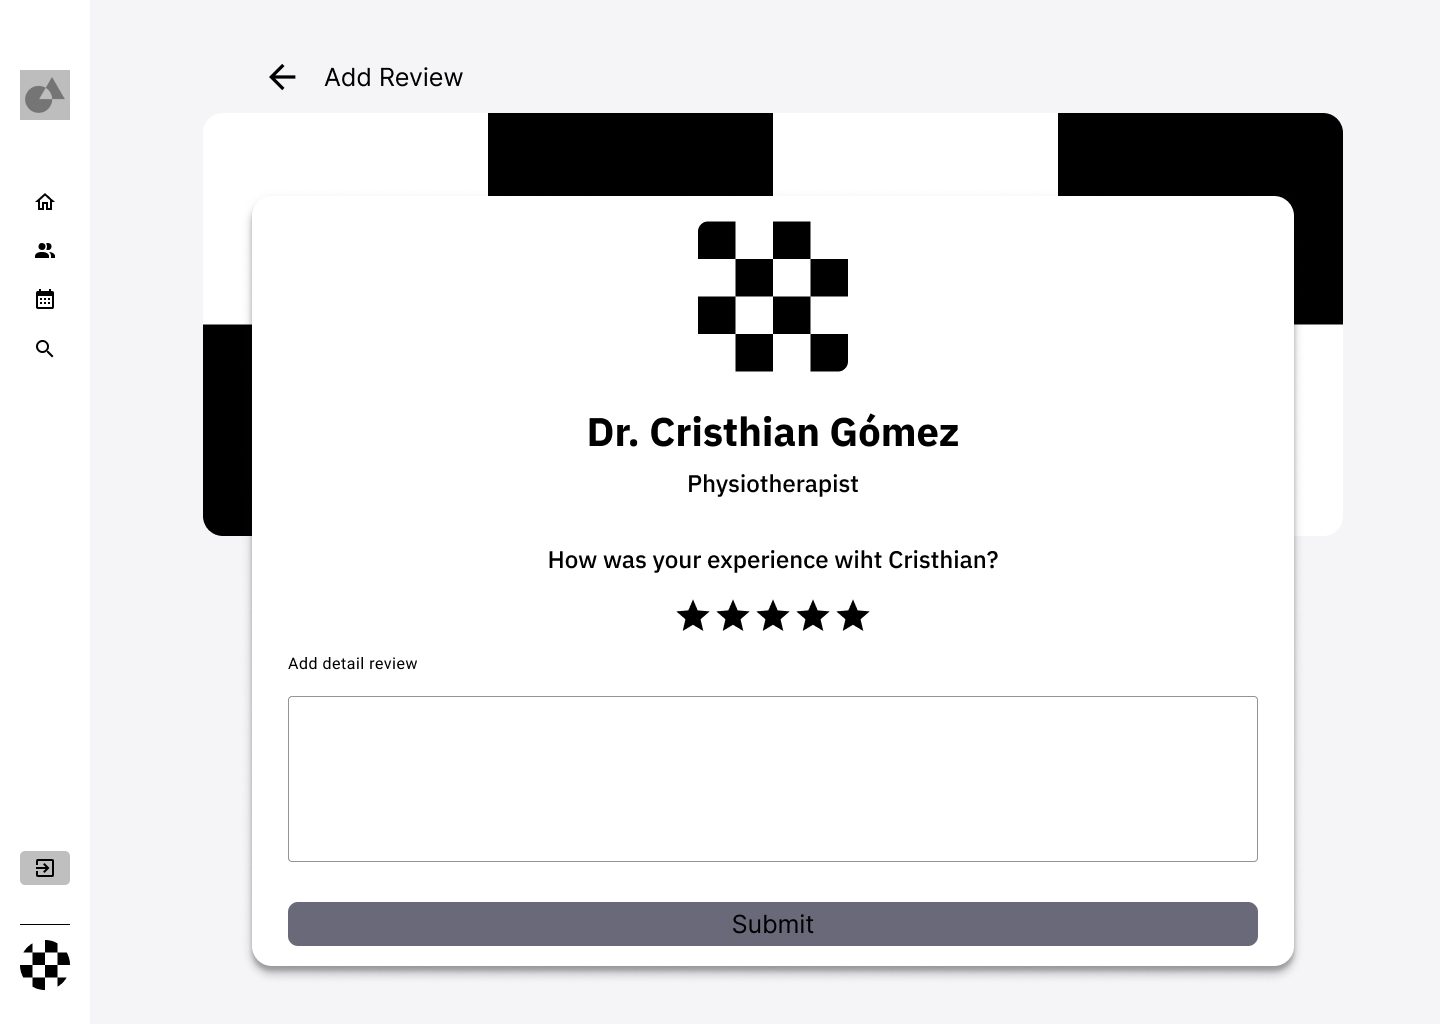 Add Review
Dr. Cristhian Gómez
Physiotherapist
How was your experience wiht Cristhian?
Add detail review
Submit